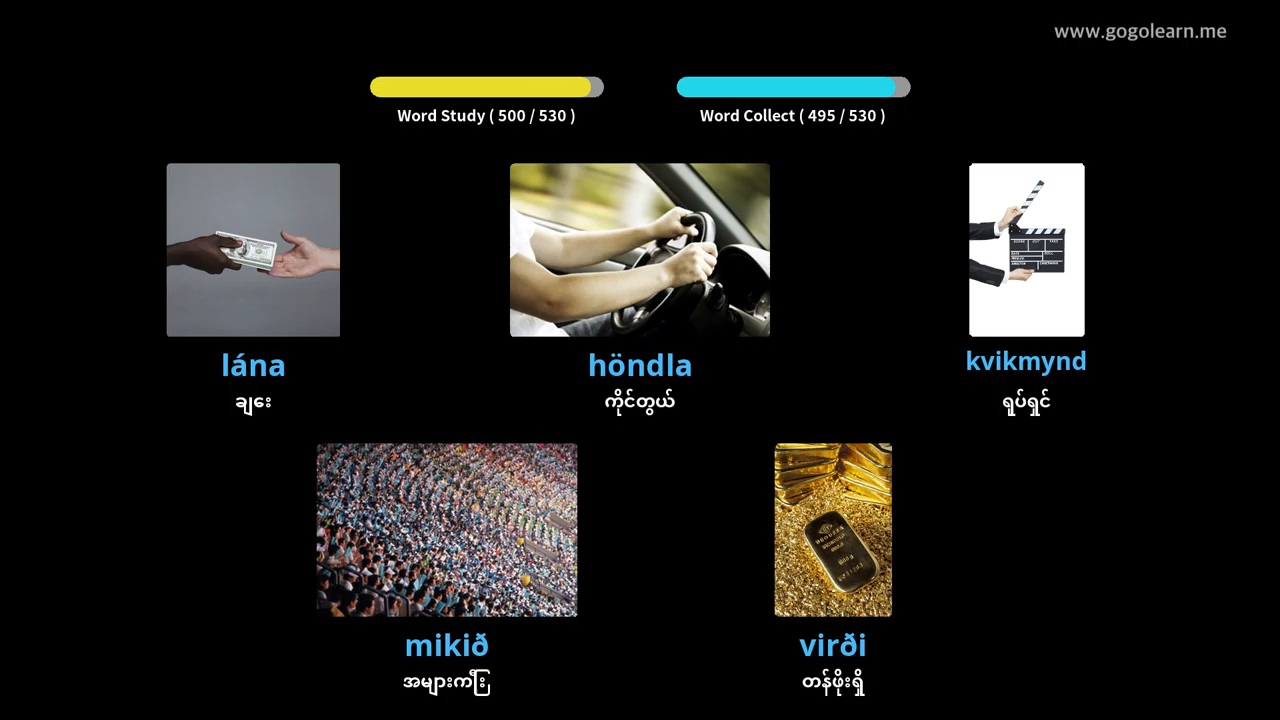 www.gogolearn.me
Word Study ( 500 / 530 )
Word Collect ( 495 / 530 )
lána
ချေး
höndla
ကိုင်တွယ်
kvikmynd
ရုပ်ရှင်
mikið
အများကြီး
virði
တန်ဖိုးရှိ